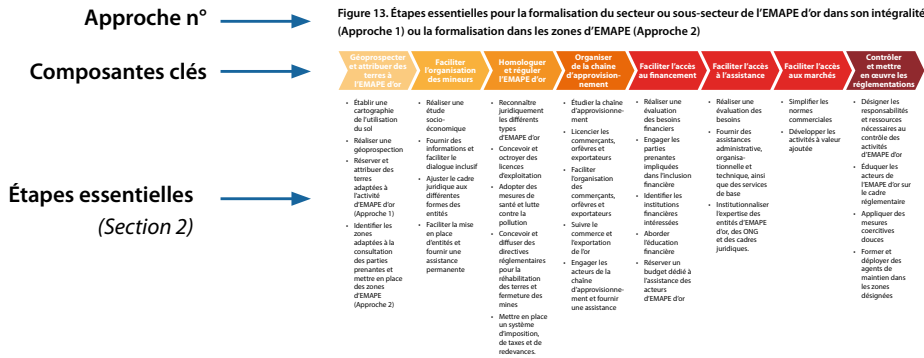 Approche n°
Figure 13. Étapes essentielles pour la formalisation du secteur ou sous-secteur de l'EMAPE d'or dans son intégralité
(Approche 1) ou la formalisation dans les zones d'EMAPE (Approche 2)
Composantes clés
Géoprospecter
et attribuer des
terres à
l'EMAPE d'or
Faciliter
l'organisation
des mineurs
Homologuer
et réguler
l'EMAPE d'or
Organiser
de la chaîne
d'approvision-
nement
Faciliter l'accès
au financement
Faciliter l'accès
à l'assistance
Faciliter l'accès
aux marchés
Contrôler
et mettre
en œuvre les
réglementations
Étapes essentielles
(Section 2)
• Établir une
cartographie
de l'utilisation
du sol
• Réaliser une
géoprospection
• Réserver et
attribuer des
terres
adaptées à
l'activité
d'EMAPE d'or
(Approche 1)
• Identifier les
zones
adaptées à la
consultation
des parties
prenantes et
mettre en place
des zones
d'EMAPE
(Approche 2)
• Réaliser une
étude
socio-
économique
• Fournir des
informations et
faciliter le
dialogue inclusif
• Ajuster le cadre
juridique aux
différentes
formes des
entités
• Faciliter la mise
en place
d'entités et
fournir une
assistance
permanente
• Reconnaître
juridiquement
les différents
types
d'EMAPE d'or
• Concevoir et
octroyer des
licences
d'exploitation
• Adopter des
mesures de
santé et lutte
contre la
pollution
• Concevoir et
diffuser des
directives
réglementaires
pour la
réhabilitation
des terres et
fermeture des
mines
• Mettre en place
un système
d'imposition,
de taxes et de
redevances.
• Étudier la chaîne
d'approvisionne-
ment
• Licencier les
commerçants,
orfèvres et
exportateurs
• Faciliter
l'organisation
des
commerçants,
orfèvres et
exportateurs
• Suivre le
commerce et
l'exportation
de l'or
• Engager les
acteurs de la
chaîne
d'approvisionne-
ment et fournir
une assistance
• Réaliser une
évaluation
des besoins
financiers
• Engager les
parties
prenantes
impliquées
dans l'inclusion
financière
• Identifier les
institutions
financières
intéressées
• Aborder
l'éducation
financière
• Réserver un
budget dédié à
l'assistance des
acteurs
d'EMAPE d'or
• Réaliser une
évaluation des
besoins
• Fournir des
assistances
administrative,
organisa-
tionnelle et
technique, ainsi
que des services
de base
• Institutionnaliser
l'expertise des
entités d'EMAPE
d'or, des ONG
et des cadres
juridiques.
• Simplifier les
normes
commerciales
• Développer les
activités à valeur
ajoutée
• Désigner les
responsabilités
et ressources
nécessaires au
contrôle des
activités
d'EMAPE d'or
• Éduquer les
acteurs de
l'EMAPE d'or sur
le cadre
réglementaire
• Appliquer des
mesures
coercitives
douces
• Former et
déployer des
agents de
maintien dans
les zones
désignées